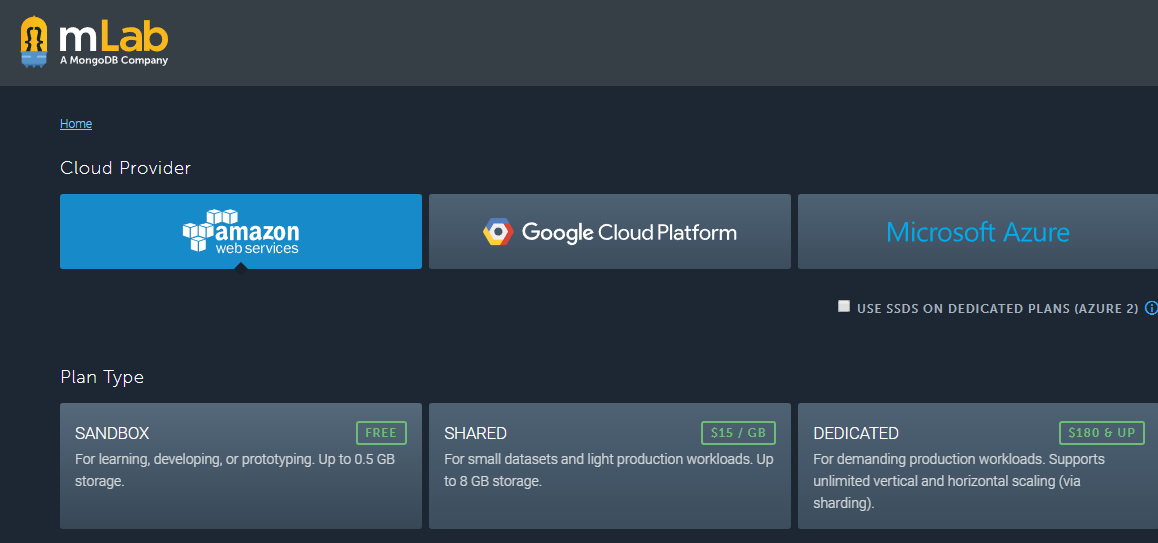 mLab
A MongoDB Company
Home
Cloud Provider
amazon
web services
Google Cloud Platform
Microsoft Azure
USE SSDS ON DEDICATED PLANS (AZURE 2)
Plan Type
SANDBOX FREE
For learning, developing, or prototyping. Up to 0.5 GB
storage.
SHARED $15 / GB
For small datasets and light production workloads. Up
to 8 GB storage.
DEDICATED $180 & UP
For demanding production workloads. Supports
unlimited vertical and horizontal scaling (via
sharding).